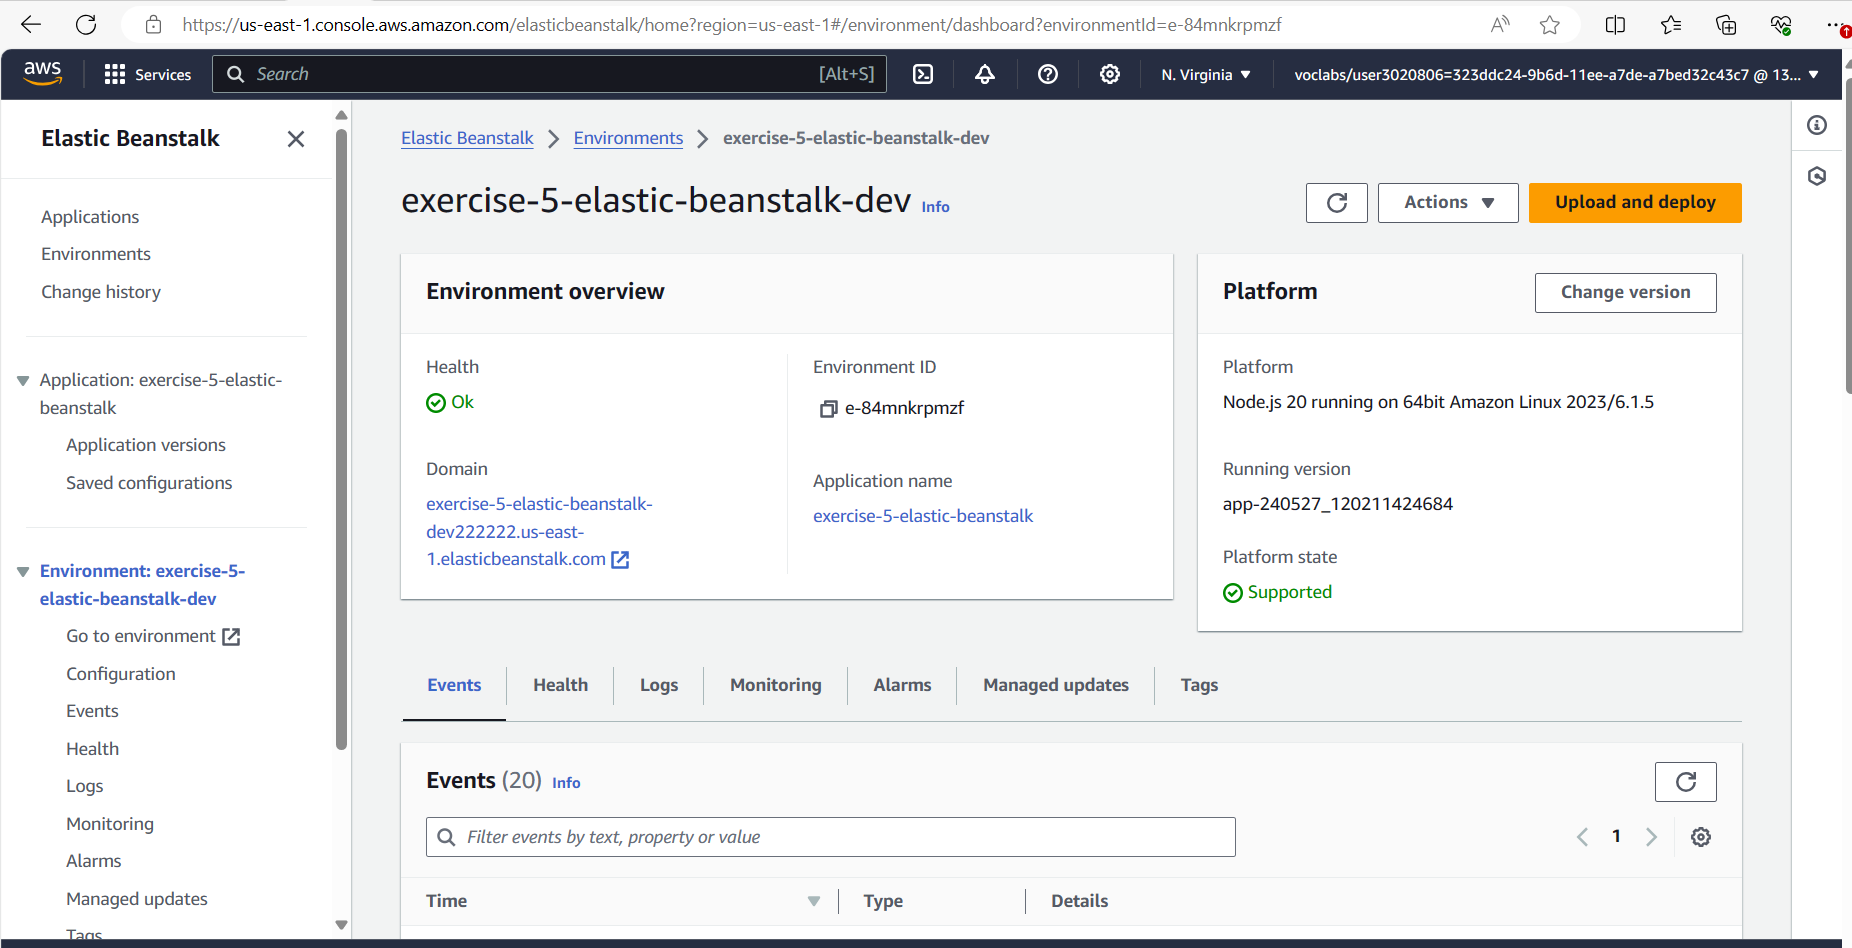 https://us-east-1.console.aws.amazon.com/elasticbeanstalk/home?region=us-east-1#/environment/dashboard?environmentId=e-84mnkrpmzf
aws
Services
Search
[Alt+S]
N. Virginia
voclabs/user3020806=323ddc24-9b6d-11ee-a7de-a7bed32c43c7 @ 13...
Elastic Beanstalk
Applications
Environments
Change history
Application: exercise-5-elastic-
beanstalk
Application versions
Saved configurations
Environment: exercise-5-
elastic-beanstalk-dev
Go to environment
Configuration
Events
Health
Logs
Monitoring
Alarms
Managed updates
Tags
Elastic Beanstalk
Environments
exercise-5-elastic-beanstalk-dev
exercise-5-elastic-beanstalk-dev Info
Actions
Upload and deploy
Environment overview
Health
Ok
Domain
exercise-5-elastic-beanstalk-
dev222222.us-east-
1.elasticbeanstalk.com
Environment ID
e-84mnkrpmzf
Application name
exercise-5-elastic-beanstalk
Platform
Change version
Platform
Node.js 20 running on 64bit Amazon Linux 2023/6.1.5
Running version
app-240527_120211424684
Platform state
Supported
Events
Health
Logs
Monitoring
Alarms
Managed updates
Tags
Events (20) Info
Filter events by text, property or value
1
Time
Type
Details